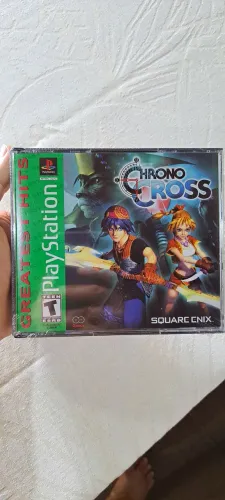 GREATEST HITS
PlayStation
CHRONO
CROSS
T
SQUARE ENIX